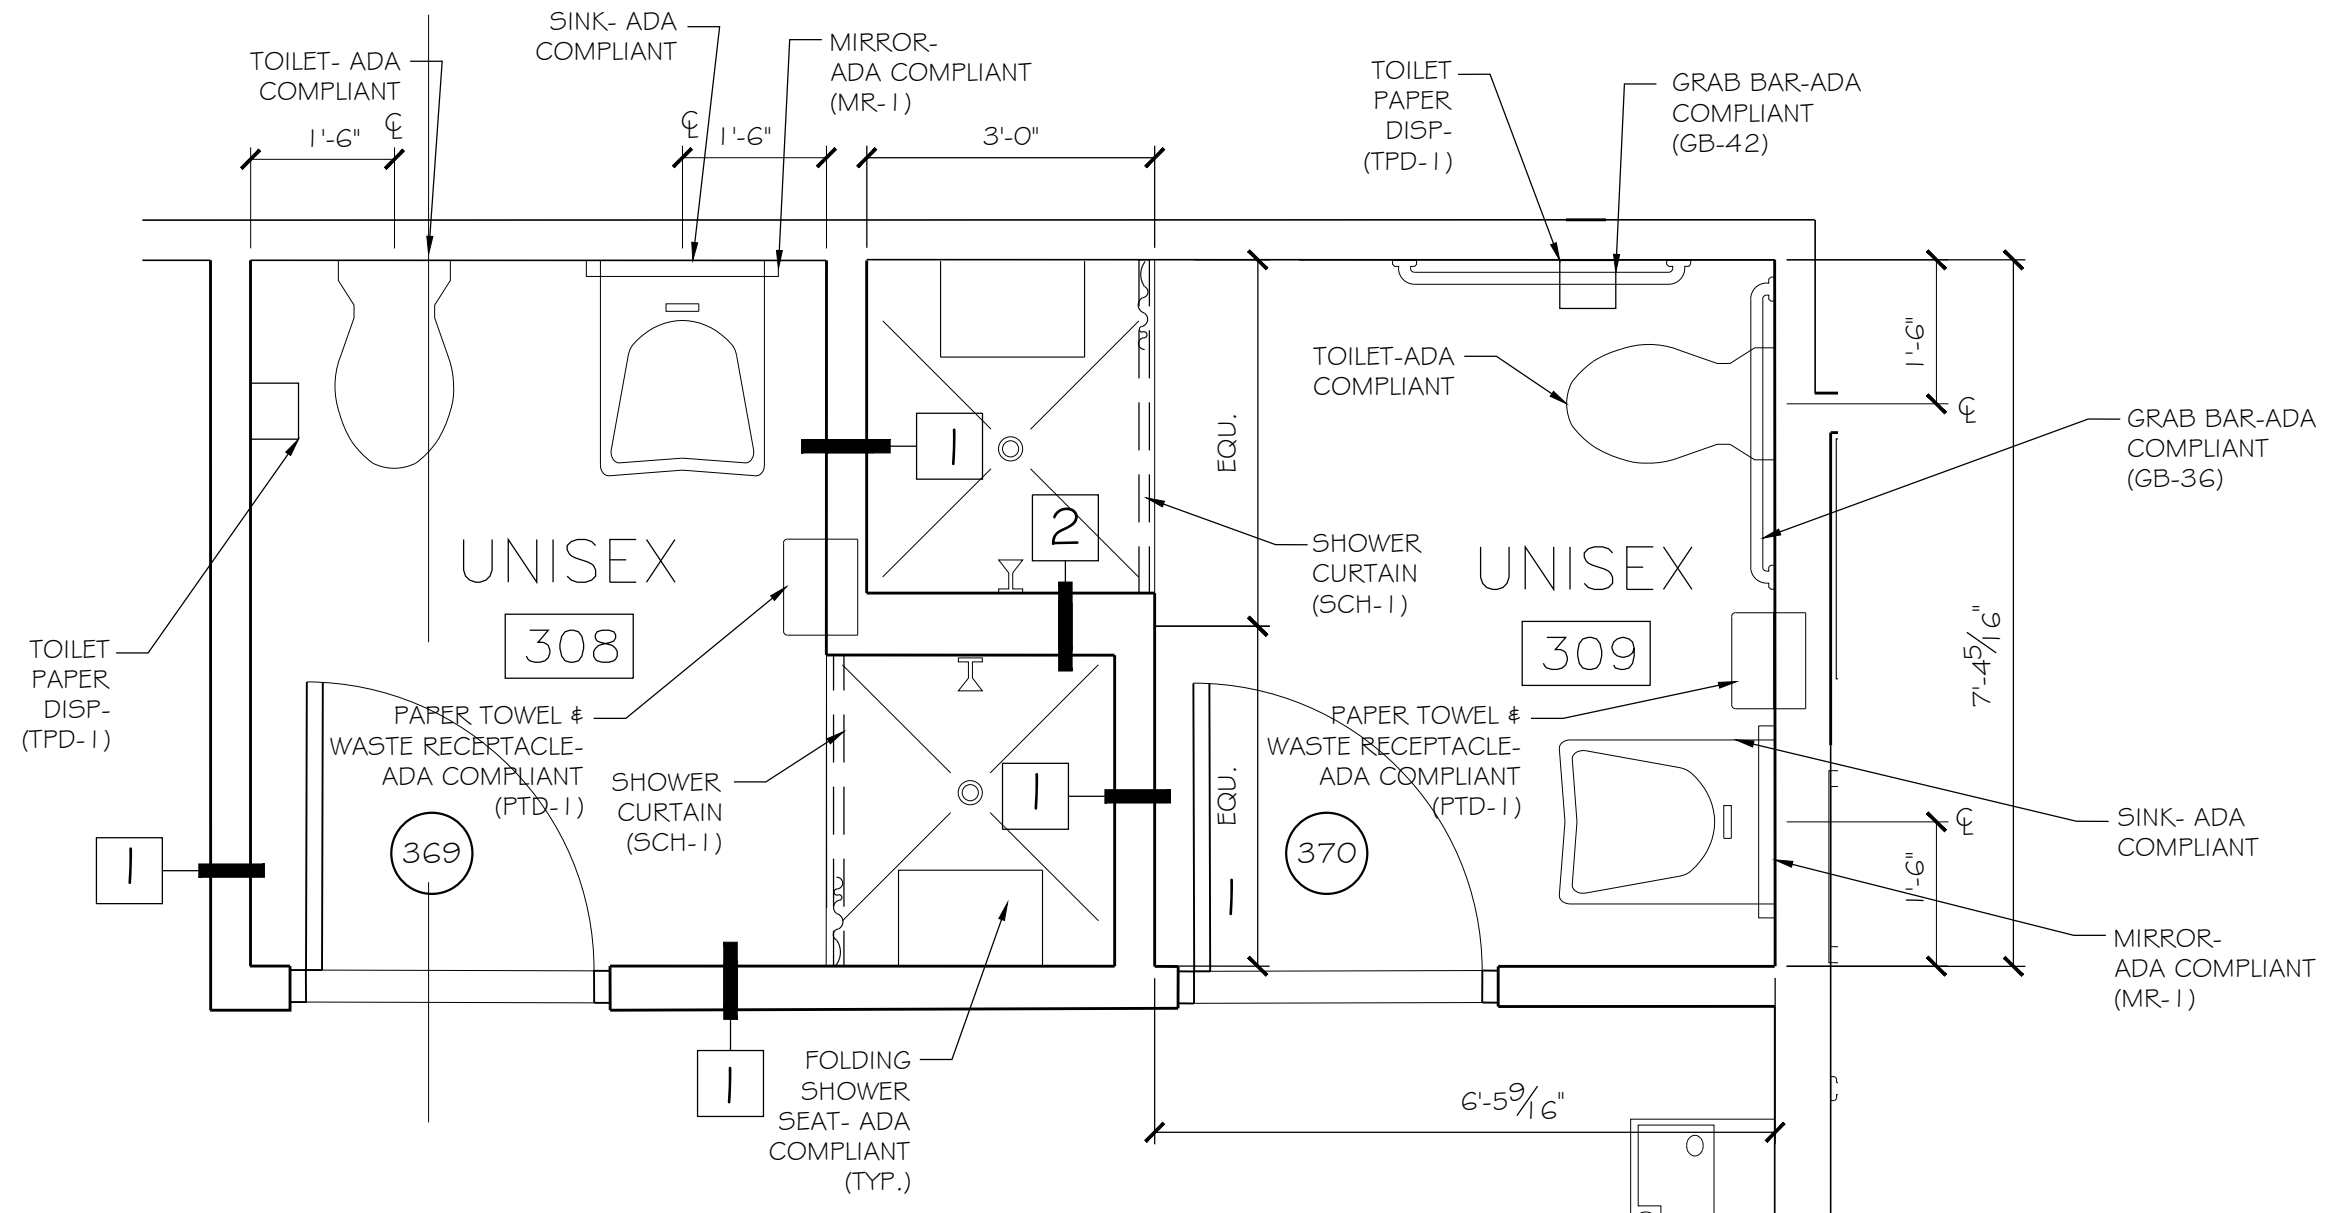 SINK- ADA
COMPLIANT
MIRROR-
ADA COMPLIANT
(MR-1)
TOILET- ADA
COMPLIANT
1'-6"
℄
℄
1'-6"
3'-0"
TOILET
PAPER
DISP-
(TPD-1)
GRAB BAR-ADA
COMPLIANT
(GB-42)
TOILET-ADA
COMPLIANT
1'-6"
℄
GRAB BAR-ADA
COMPLIANT
(GB-36)
EQU.
1
2
SHOWER
CURTAIN
(SCH-1)
UNISEX
308
UNISEX
309
7'-4 5/16"
TOILET
PAPER
DISP-
(TPD-1)
PAPER TOWEL &
WASTE RECEPTACLE-
ADA COMPLIANT
(PTD-1)
SHOWER
CURTAIN
(SCH-1)
1
EQU.
1
PAPER TOWEL &
WASTE RECEPTACLE-
ADA COMPLIANT
(PTD-1)
℄
SINK- ADA
COMPLIANT
1'-6"
369
370
1
MIRROR-
ADA COMPLIANT
(MR-1)
1
FOLDING
SHOWER
SEAT- ADA
COMPLIANT
(TYP.)
6'-5 9/16"